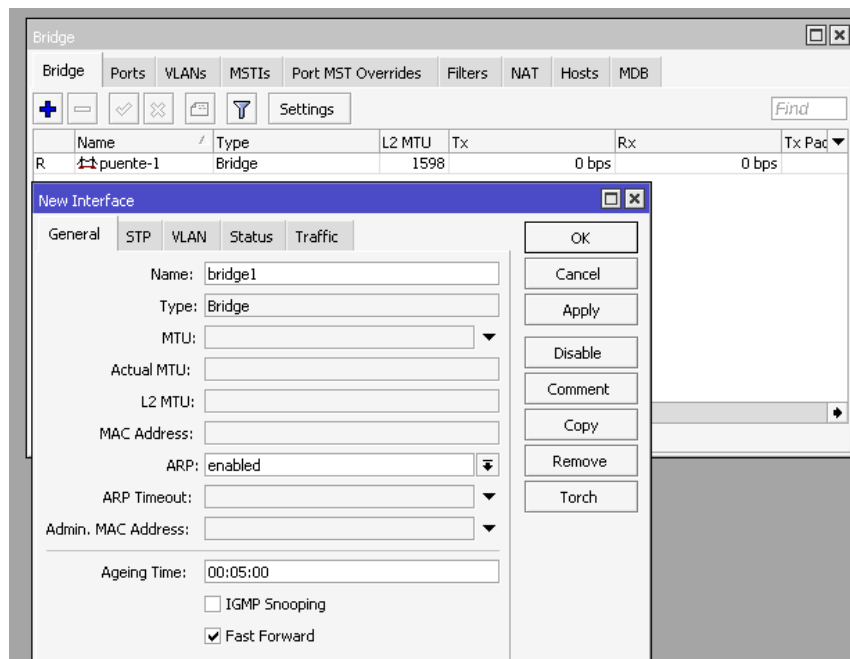 Bridge
Bridge Ports VLANs MSTIs Port MST Overrides Filters NAT Hosts MDB
Settings Find
Name Type L2 MTU Tx Rx Tx Pac
R puente-1 Bridge 1598 0 bps 0 bps
New Interface
General STP VLAN Status Traffic
OK
Name: bridge1
Cancel
Type: Bridge
Apply
MTU:
Disable
Actual MTU:
Comment
L2 MTU:
Copy
MAC Address:
Remove
ARP: enabled
Torch
ARP Timeout:
Admin. MAC Address:
Ageing Time: 00:05:00
IGMP Snooping
Fast Forward